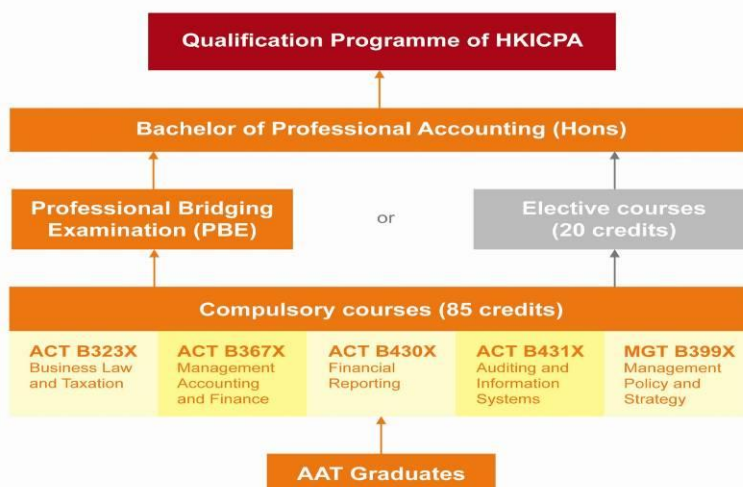 Qualification Programme of HKICPA
Bachelor of Professional Accounting (Hons)
Professional Bridging
Examination (PBE)
or
Elective courses
(20 credits)
Compulsory courses (85 credits)
ACT B323X
Business Law
and Taxation
ACT B367X
Management
Accounting
and Finance
ACT B430X
Financial
Reporting
ACT B431X
Auditing and
Information
Systems
MGT B399X
Management
Policy and
Strategy
AAT Graduates